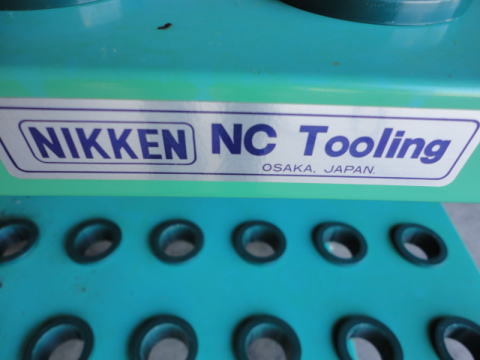 NIKKEN NC Tooling
OSAKA, JAPAN.